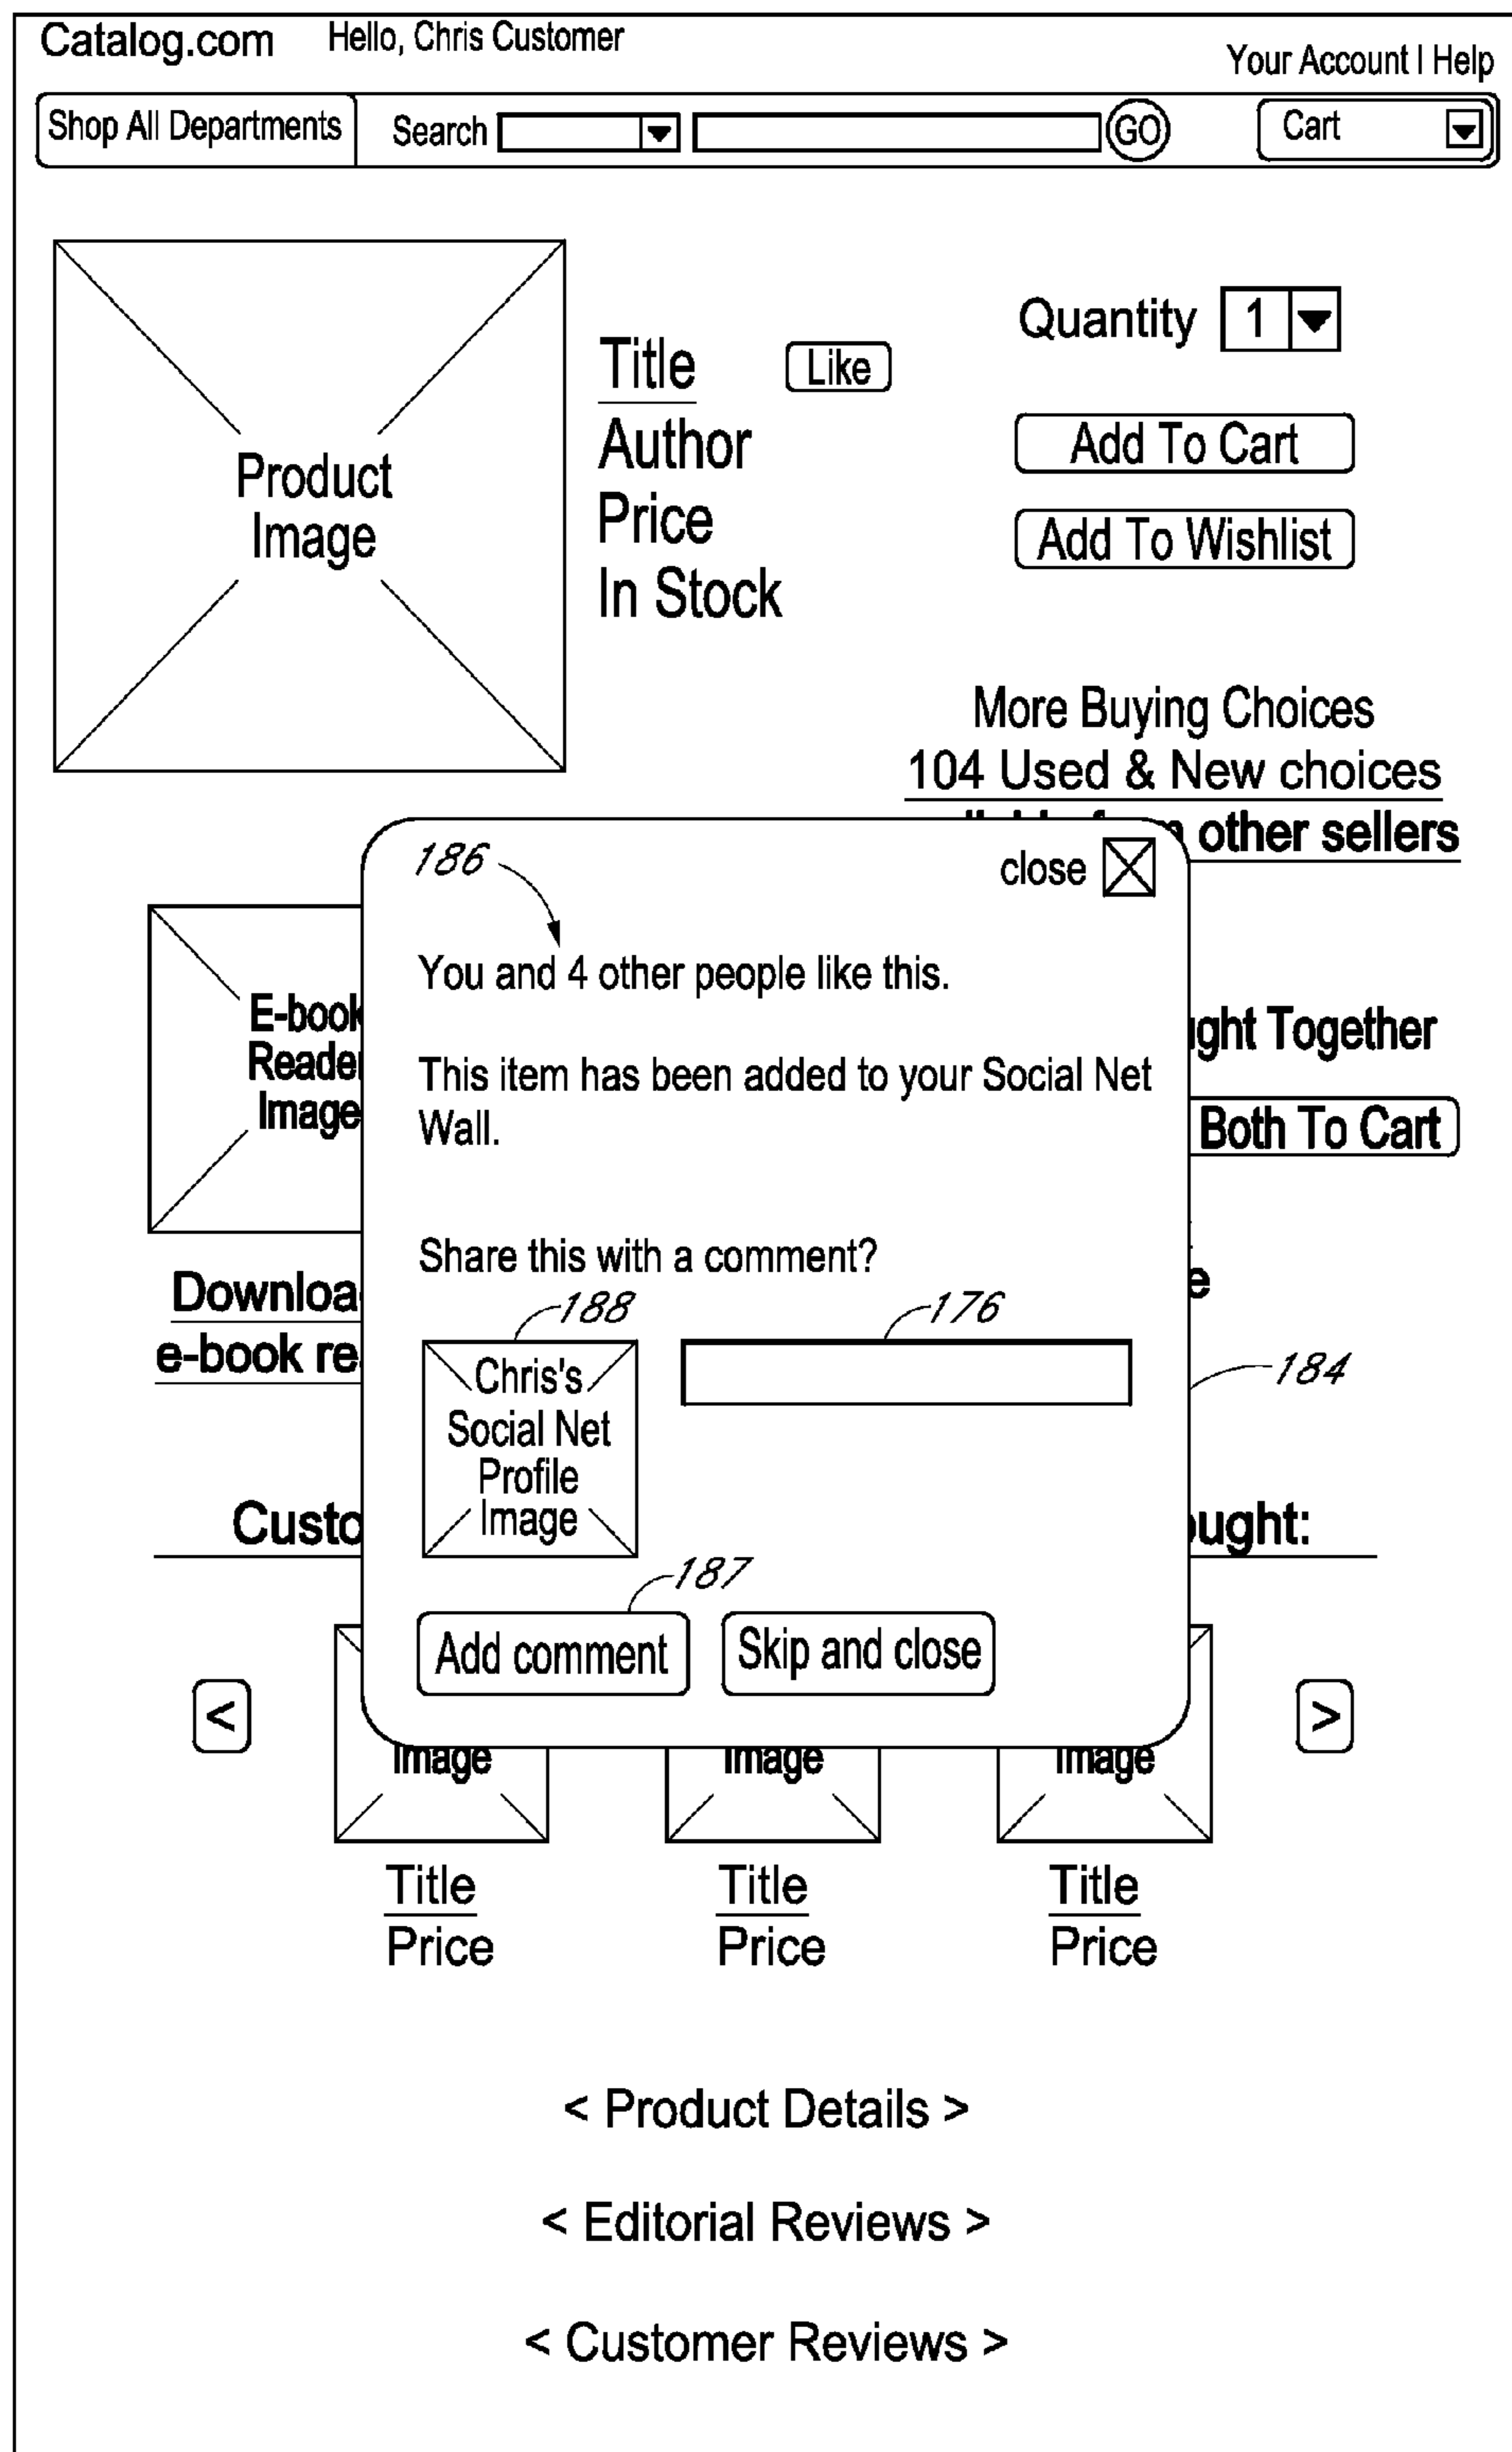 Catalog.com Hello, Chris Customer
Your Account | Help
Shop All Departments Search GO Cart
Quantity 1
Title Like
Author
Price
In Stock
Product
Image
Add To Cart
Add To Wishlist
More Buying Choices
104 Used & New choices
other sellers
186
close
You and 4 other people like this.
E-book
Reader
Image
ght Together
This item has been added to your Social Net
Wall.
Both To Cart
Share this with a comment?
Downloa
e-book re
e
188
176
184
Chris's
Social Net
Profile
Image
Custo
ught:
187
Add comment Skip and close
< >
Image Image Image
Title Title Title
Price Price Price
< Product Details >
< Editorial Reviews >
< Customer Reviews >